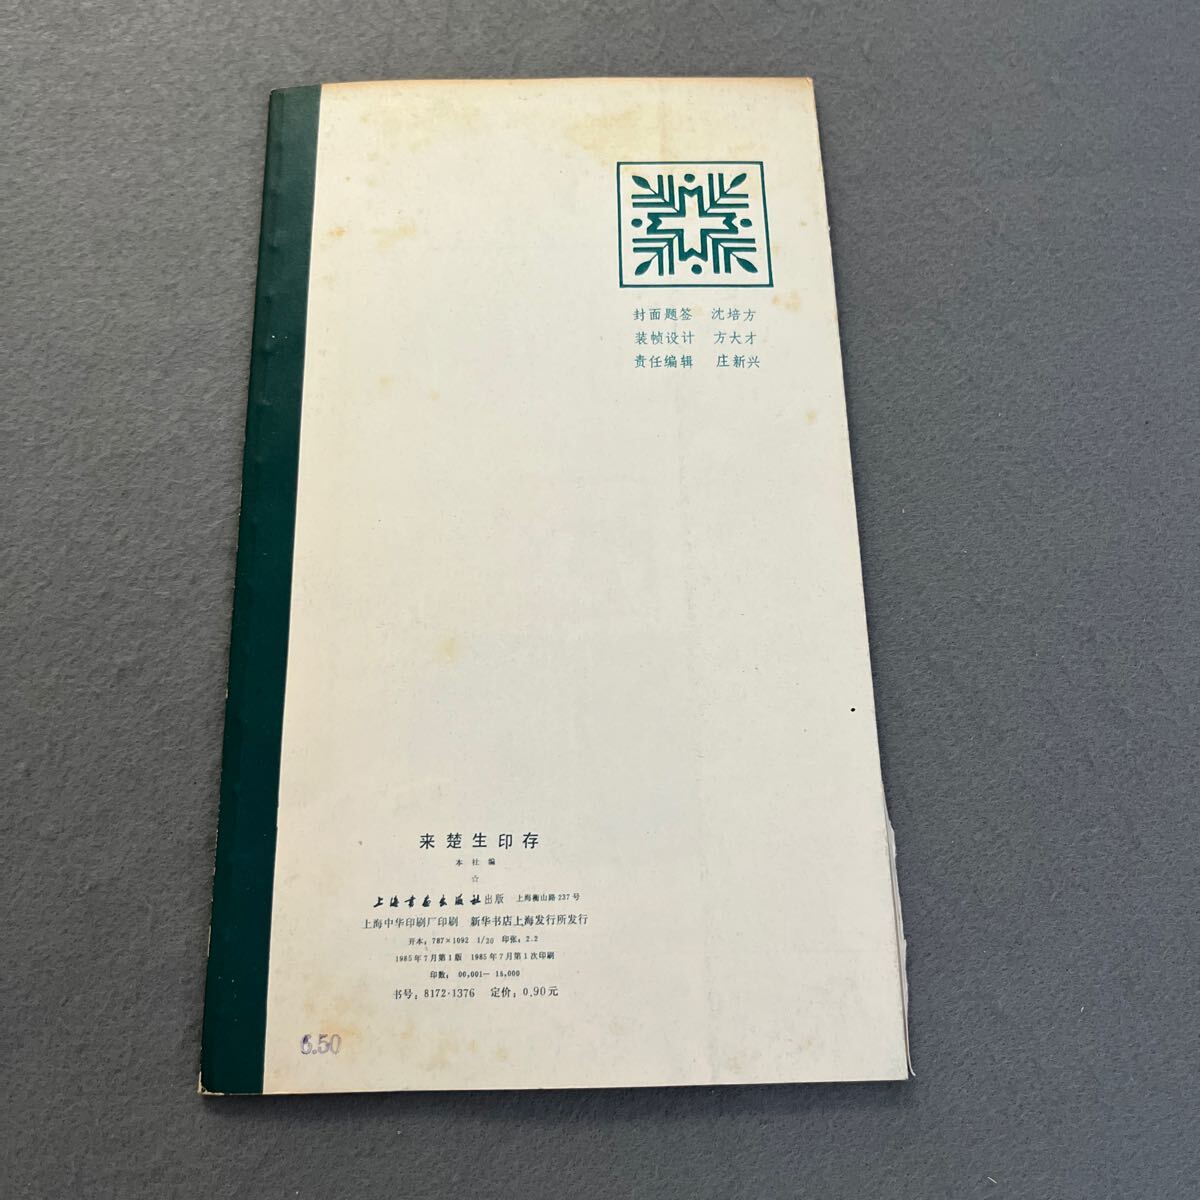 封面题签 沈培方
装帧设计 方大才
责任编辑 庄新兴
来楚生印存
本社编
☆
上海书画出版社出版 上海衡山路237号
上海中华印刷厂印刷 新华书店上海发行所发行
开本：787×1092 1/20 印张：2.2
1985年7月第1版 1985年7月第1次印刷
印数：00,001—16,000
书号：8172·1376 定价：0.90元
6.50